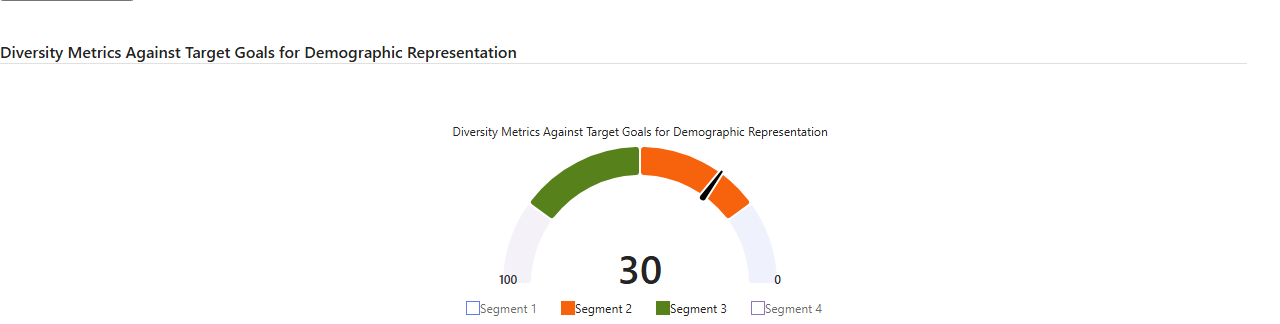 Diversity Metrics Against Target Goals for Demographic Representation
Diversity Metrics Against Target Goals for Demographic Representation
30
100 0
Segment 1 Segment 2 Segment 3 Segment 4